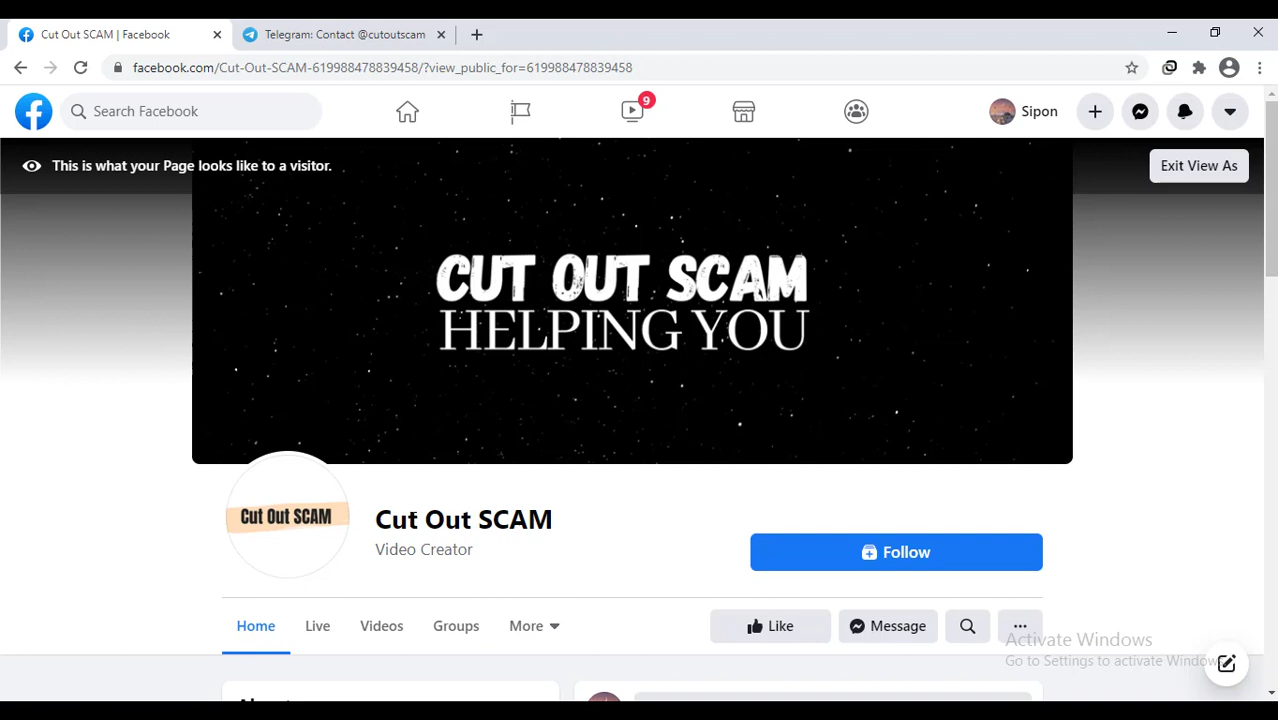 Cut Out SCAM | Facebook
Telegram: Contact @cutoutscam
facebook.com/Cut-Out-SCAM-619988478839458/?view_public_for=619988478839458
Search Facebook
9
Sipon
This is what your Page looks like to a visitor.
Exit View As
CUT OUT SCAM
HELPING YOU
Cut Out SCAM
Cut Out SCAM
Video Creator
Follow
Home
Live
Videos
Groups
More
Like
Message
Activate Windows
Go to Settings to activate Windows